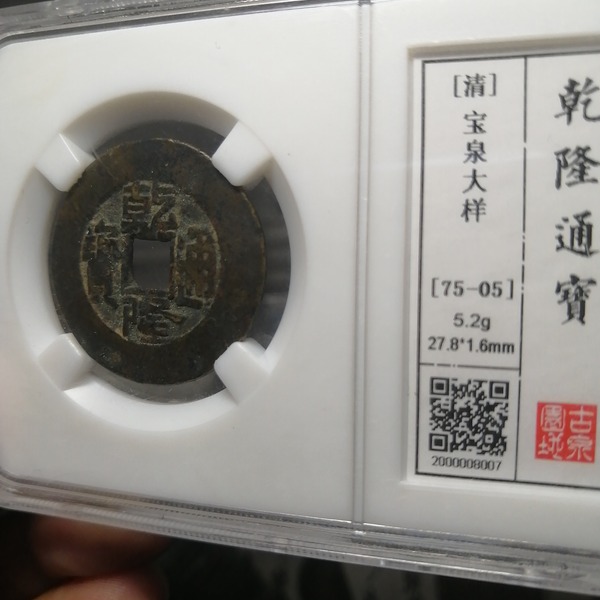 乾隆通寳
[清]宝泉大样
[75-05]
5.2g
27.8*1.6mm
2000008007
乾隆通寶
古泉
園地